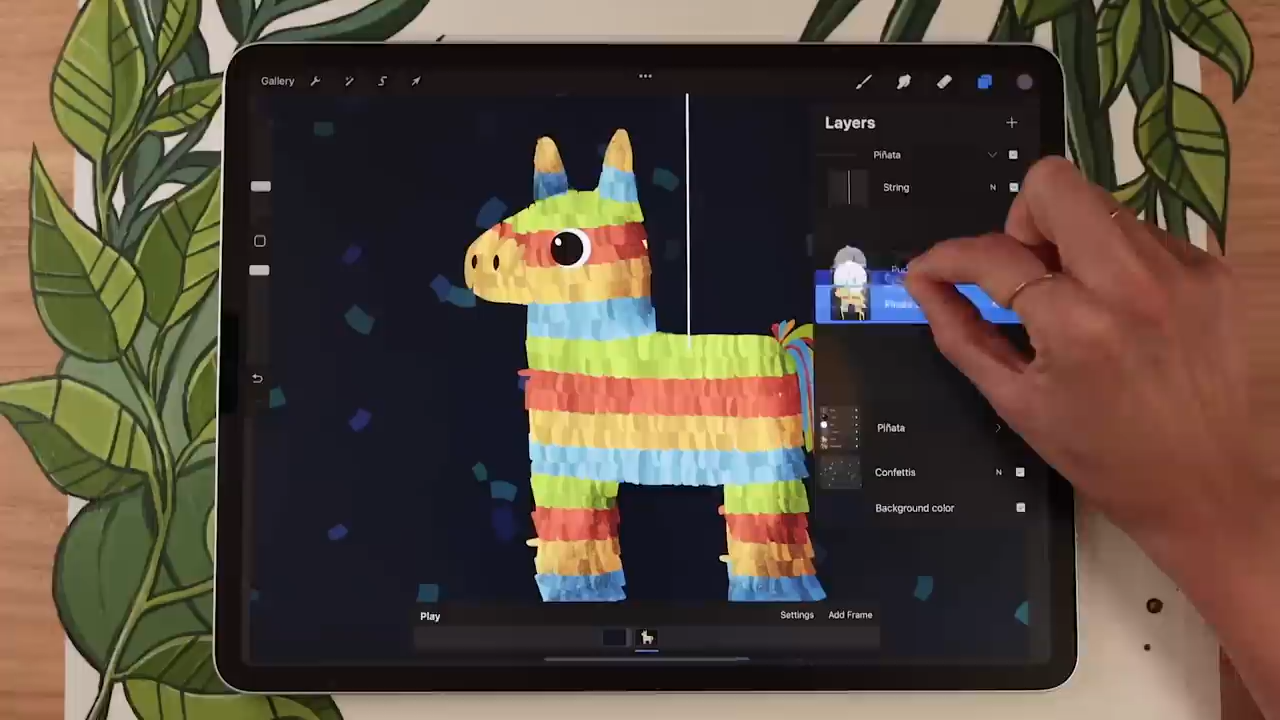 Gallery
Layers
Piñata
String
N
Piñata
Confettis
N
Background color
Play
Settings
Add Frame